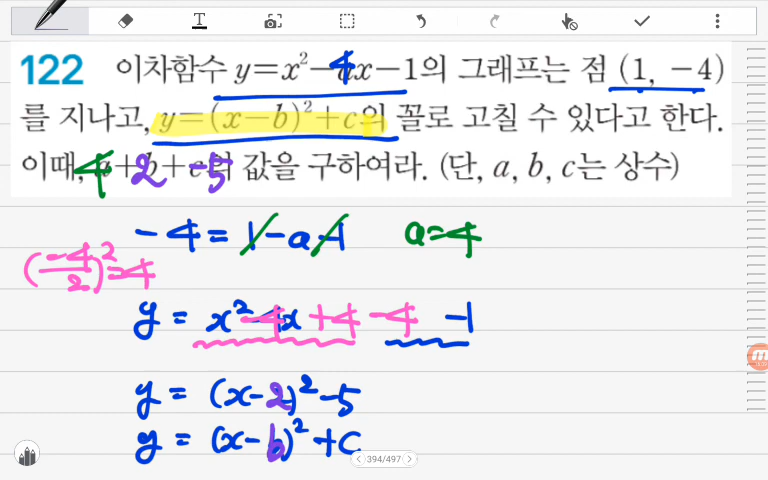 T
122 이차함수 y=x²-4x-1의 그래프는 점 (1, -4)
를 지나고, y=(x-b)²+c의 꼴로 고칠 수 있다고 한다.
이때, 4+2-5 값을 구하여라. (단, a, b, c는 상수)
-4 = 1-a-1 a=4
(-4/2)²=4
y = x²-4x+4-4 -1
y = (x-2)²-5
y = (x-b)²+c
394/497